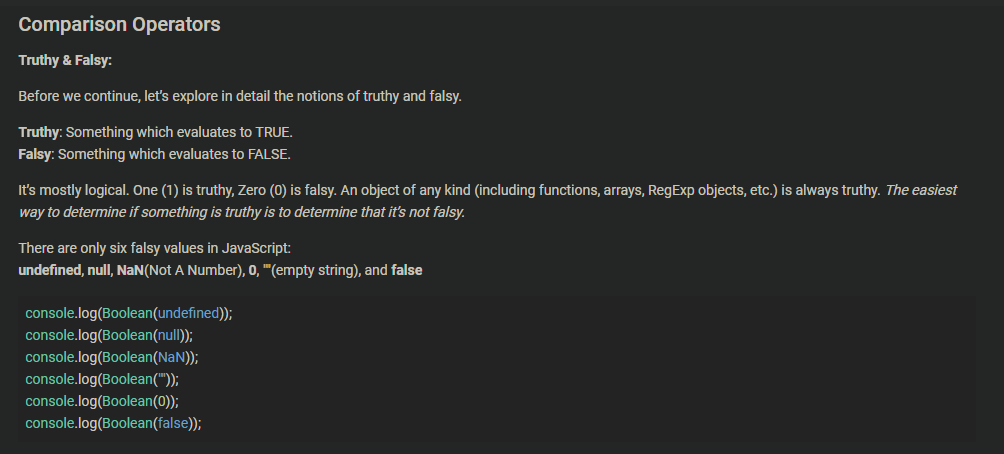 Comparison Operators
Truthy & Falsy:
Before we continue, let's explore in detail the notions of truthy and falsy.
Truthy: Something which evaluates to TRUE.
Falsy: Something which evaluates to FALSE.
It's mostly logical. One (1) is truthy, Zero (0) is falsy. An object of any kind (including functions, arrays, RegExp objects, etc.) is always truthy. The easiest
way to determine if something is truthy is to determine that it's not falsy.
There are only six falsy values in JavaScript:
undefined, null, NaN(Not A Number), 0, ""(empty string), and false
console.log(Boolean(undefined));
console.log(Boolean(null));
console.log(Boolean(NaN));
console.log(Boolean(""));
console.log(Boolean(0));
console.log(Boolean(false));